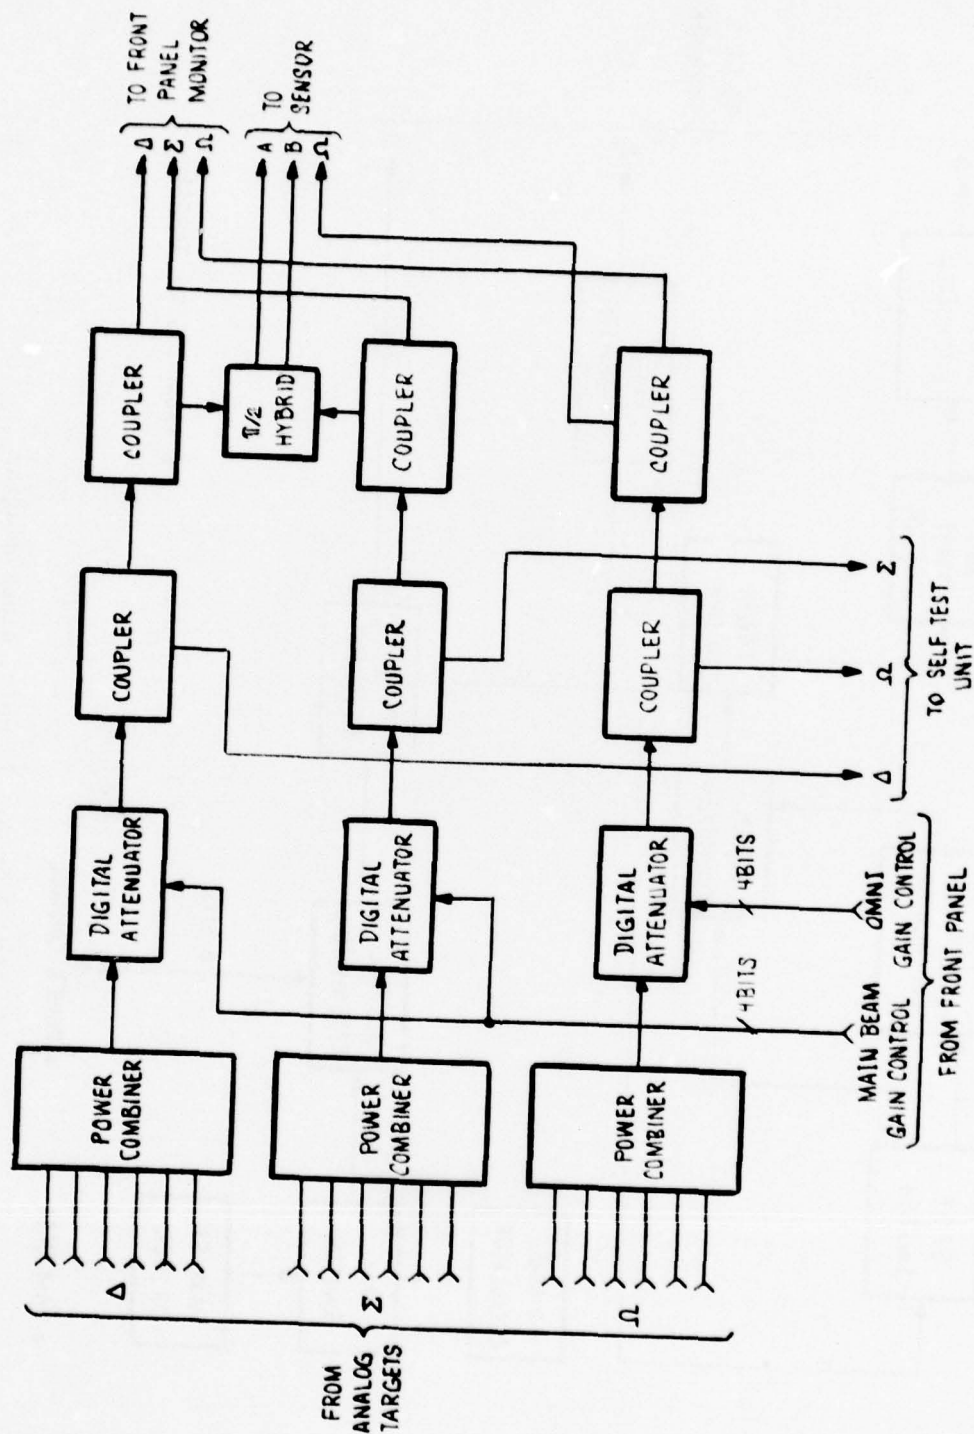 FROM
ANALOG
TARGETS
Δ
Σ
Ω
POWER
COMBINER
DIGITAL
ATTENUATOR
COUPLER
COUPLER
Δ
Σ
Ω
TO FRONT
PANEL
MONITOR
π/2
HYBRID
A
B
Ω
TO
SENSOR
POWER
COMBINER
DIGITAL
ATTENUATOR
COUPLER
COUPLER
POWER
COMBINER
DIGITAL
ATTENUATOR
COUPLER
COUPLER
4BITS
4BITS
MAIN BEAM
GAIN CONTROL
OMNI
GAIN CONTROL
FROM FRONT PANEL
Δ
Ω
Σ
TO SELF TEST
UNIT